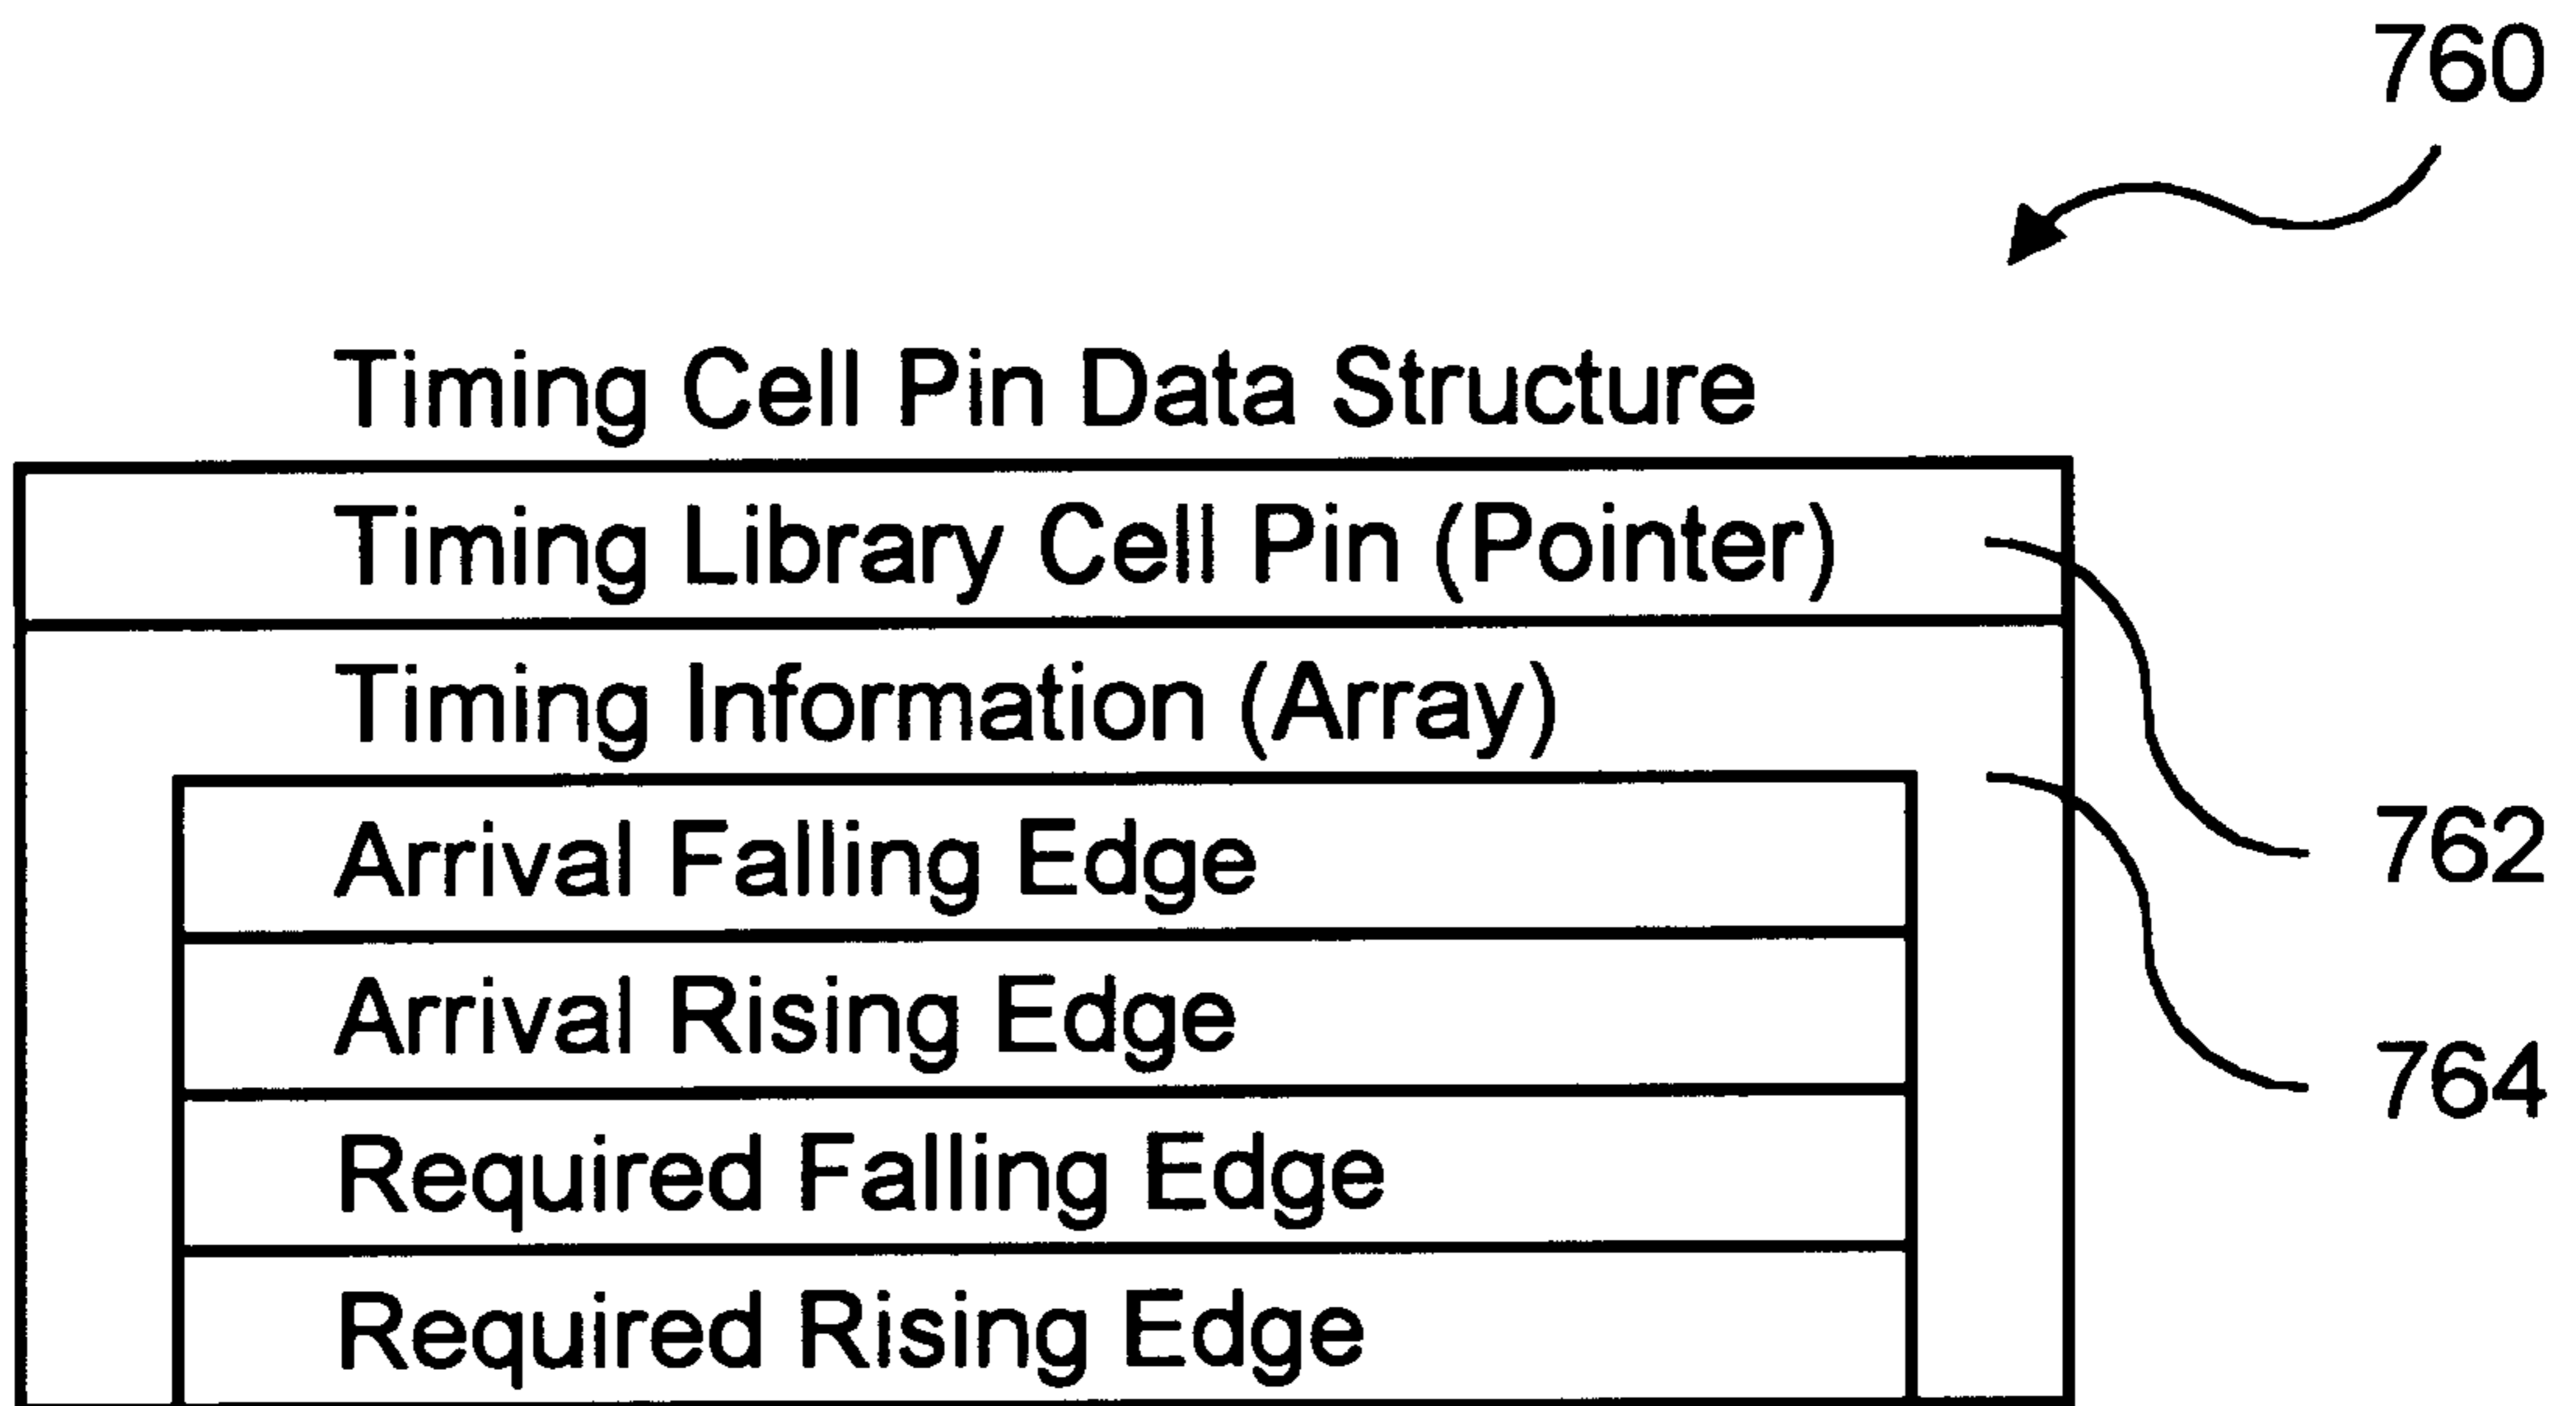 760
Timing Cell Pin Data Structure
Timing Library Cell Pin (Pointer)
Timing Information (Array)
Arrival Falling Edge
762
Arrival Rising Edge
764
Required Falling Edge
Required Rising Edge